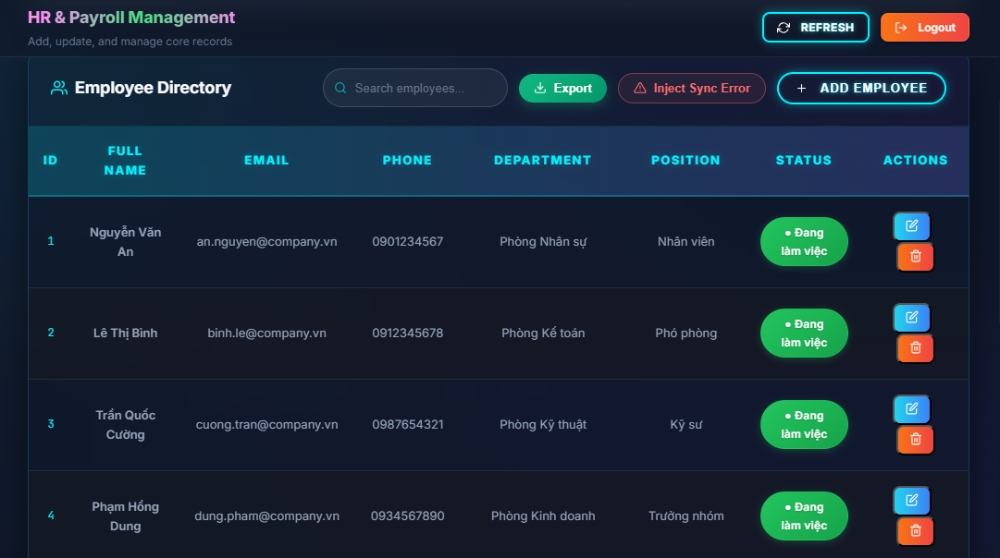 HR & Payroll Management
Add, update, and manage core records
REFRESH
Logout
Employee Directory
Search employees...
Export
Inject Sync Error
+ ADD EMPLOYEE
ID FULL NAME EMAIL PHONE DEPARTMENT POSITION STATUS ACTIONS
1 Nguyễn Văn An an.nguyen@company.vn 0901234567 Phòng Nhân sự Nhân viên • Đang làm việc
2 Lê Thị Bình binh.le@company.vn 0912345678 Phòng Kế toán Phó phòng • Đang làm việc
3 Trần Quốc Cường cuong.tran@company.vn 0987654321 Phòng Kỹ thuật Kỹ sư • Đang làm việc
4 Phạm Hồng Dung dung.pham@company.vn 0934567890 Phòng Kinh doanh Trưởng nhóm • Đang làm việc